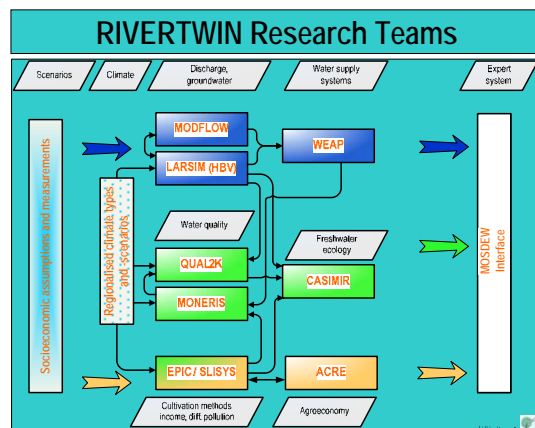 RIVERTWIN Research Teams
Scenarios
Climate
Discharge,
groundwater
Water supply
systems
Expert
system
MODFLOW
LARSIM (HBV)
WEAP
Socioeconomic assumptions and measurements
Regionalised climate types
and -scenarios
Water quality
Freshwater
ecology
QUAL2K
MONERIS
CASIMIR
MOSDEW
Interface
EPIC / SLISYS
ACRE
Cultivation methods
income, diff. pollution
Agroeconomy